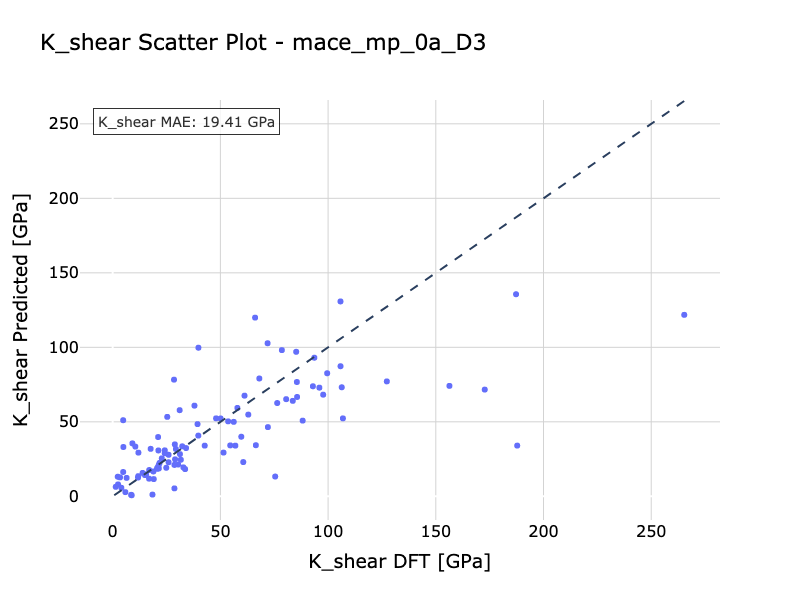 K_shear Scatter Plot - mace_mp_0a_D3
K_shear MAE: 19.41 GPa
250
200
150
100
50
0
K_shear Predicted [GPa]
0 50 100 150 200 250
K_shear DFT [GPa]